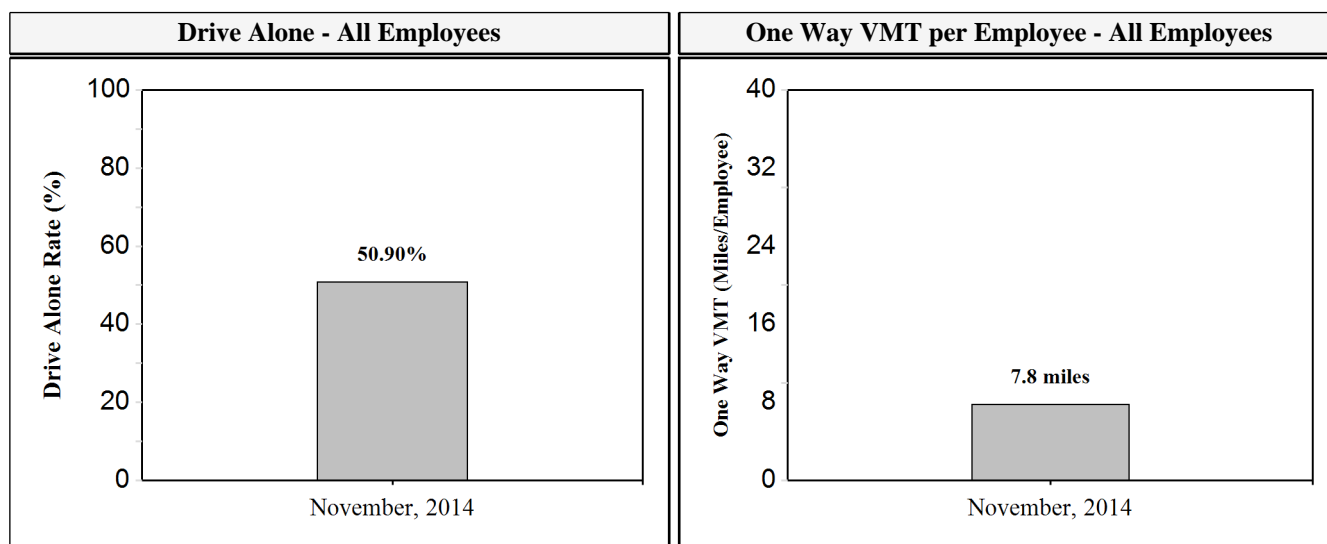 Drive Alone - All Employees
Drive Alone Rate (%)
100
80
60
40
20
0
50.90%
November, 2014
One Way VMT per Employee - All Employees
One Way VMT (Miles/Employee)
40
32
24
16
8
0
7.8 miles
November, 2014